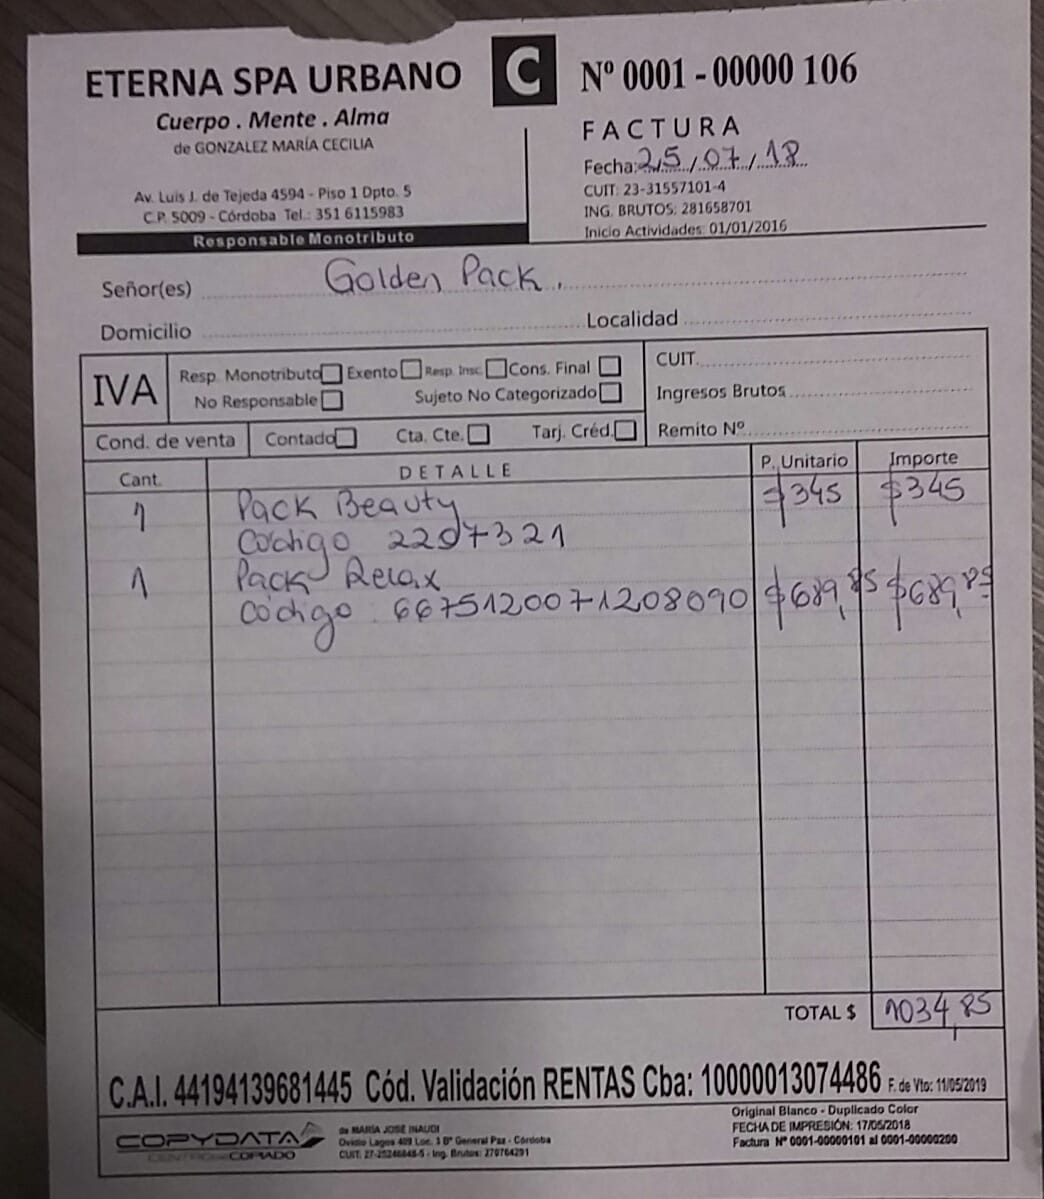 ETERNA SPA URBANO
C
Nº 0001 - 00000 106
Cuerpo . Mente . Alma
de GONZALEZ MARÍA CECILIA
FACTURA
Fecha: 25/07/18
Av. Luis J. de Tejeda 4594 - Piso 1 Dpto. 5
C.P. 5009 - Córdoba Tel.: 351 6115983
CUIT: 23-31557101-4
ING. BRUTOS: 281658701
Inicio Actividades: 01/01/2016
Responsable Monotributo
Señor(es) Golden Pack.
Domicilio Localidad
IVA
Resp. Monotributo Exento Resp. Insc. Cons. Final
No Responsable Sujeto No Categorizado
CUIT.
Ingresos Brutos
Cond. de venta Contado Cta. Cte. Tarj. Créd. Remito Nº
Cant. DETALLE P. Unitario Importe
1 Pack Beauty $345 $345
Código 2207321
1 Pack Relax $689,85 $689,85
Código 6675120071208090
TOTAL $ 1034,85
C.A.I. 44194139681445 Cód. Validación RENTAS Cba: 10000013074486 F. de Vto: 11/05/2019
COPYDATA
CENTRO DE COPIADO
de MARÍA JOSÉ INAUDI
Ovidio Lagos 409 Loc. 3 Bº General Paz - Córdoba
CUIT: 27-25246848-5 - Ing. Brutos: 270764291
Original Blanco - Duplicado Color
FECHA DE IMPRESIÓN: 17/05/2018
Factura Nº 0001-00000101 al 0001-00000200